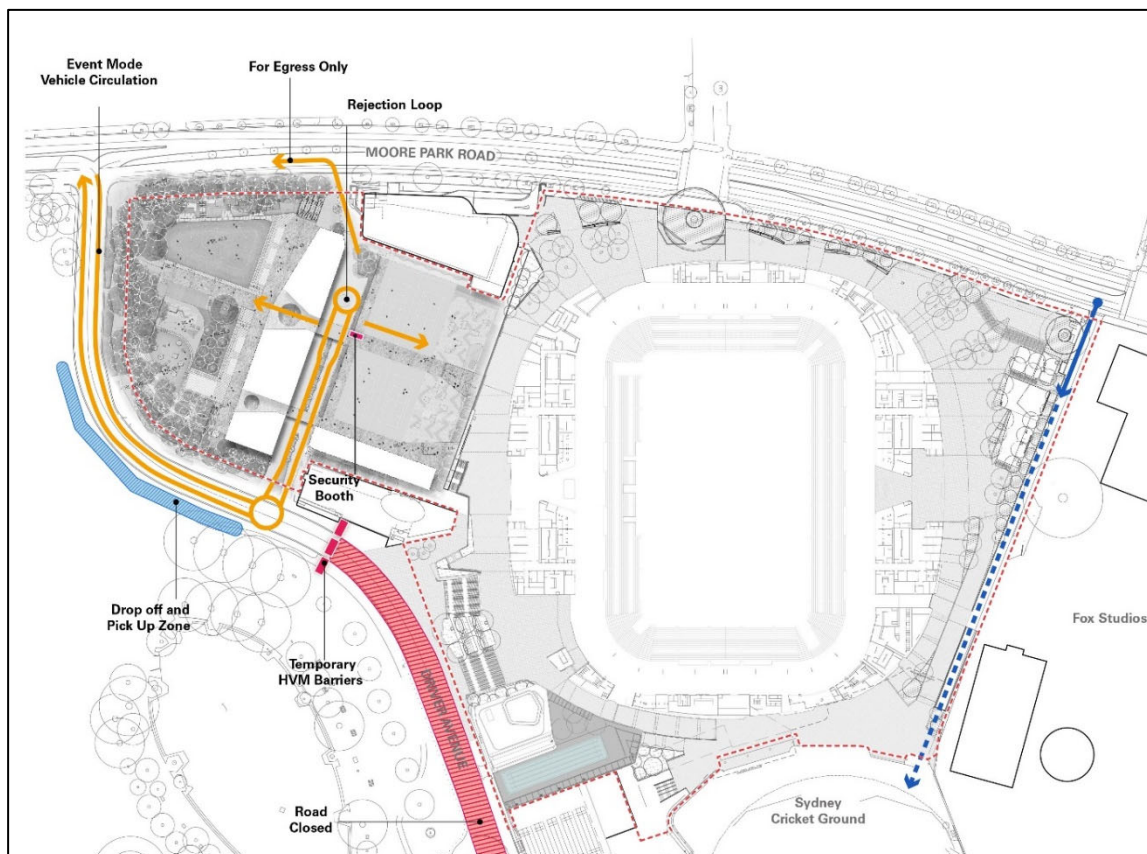 Event Mode
Vehicle Circulation
For Egress Only
Rejection Loop
MOORE PARK ROAD
Security
Booth
Drop off and
Pick Up Zone
Temporary
HVM Barriers
DRIVER AVENUE
Fox Studios
Road
Closed
Sydney
Cricket Ground